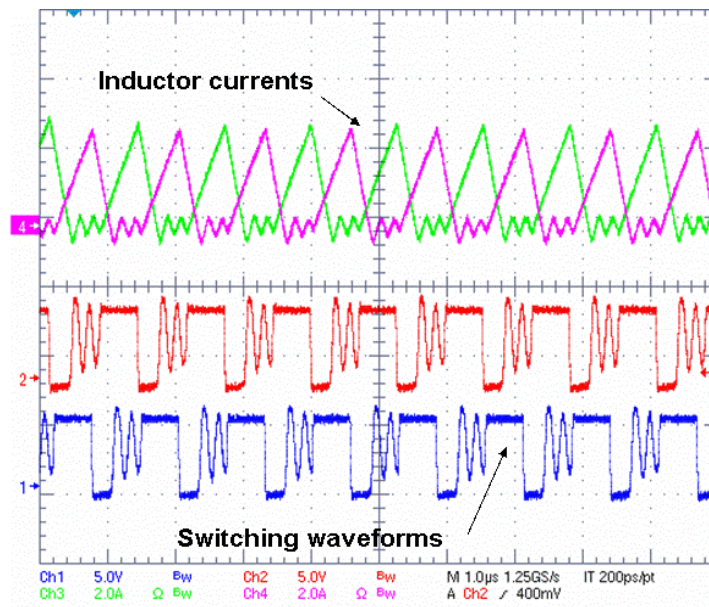 Inductor currents
4
2
1
Switching waveforms
Ch1 5.0V Bw Ch2 5.0V Bw M 1.0µs 1.25GS/s IT 200ps/pt
Ch3 2.0A Ω Bw Ch4 2.0A Ω Bw A Ch2 / 400mV